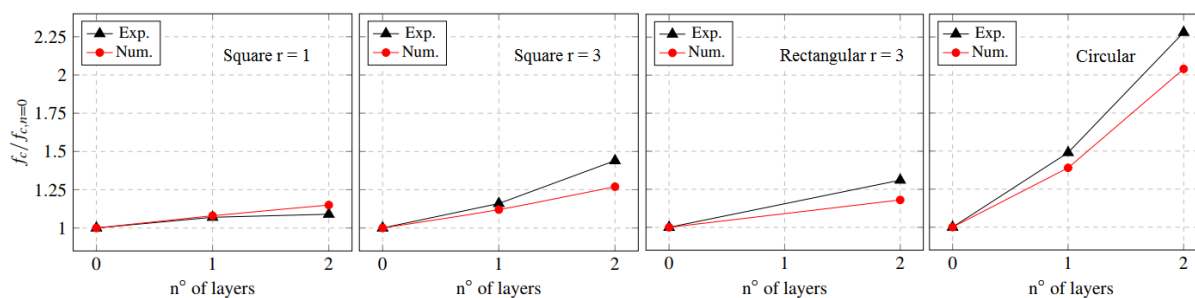 Exp.
Num.
Square r = 1
Exp.
Num.
Square r = 3
Exp.
Num.
Rectangular r = 3
Exp.
Num.
Circular
2.25
2
1.75
1.5
1.25
1
f_c/f_{c,n=0}
0 1 2
0 1 2
0 1 2
0 1 2
n° of layers
n° of layers
n° of layers
n° of layers